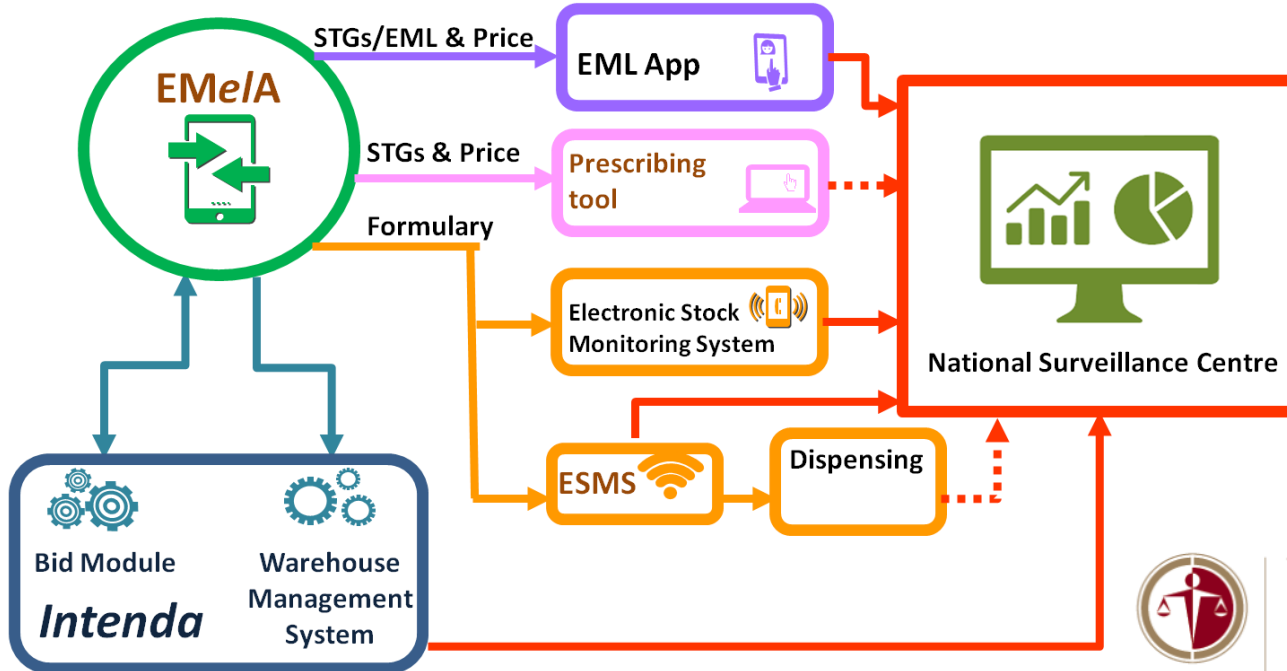 STGs/EML & Price
EML App
EMelA
STGs & Price
Prescribing
tool
Formulary
Electronic Stock
Monitoring System
National Surveillance Centre
ESMS
Dispensing
Bid Module
Warehouse
Management
System
Intenda